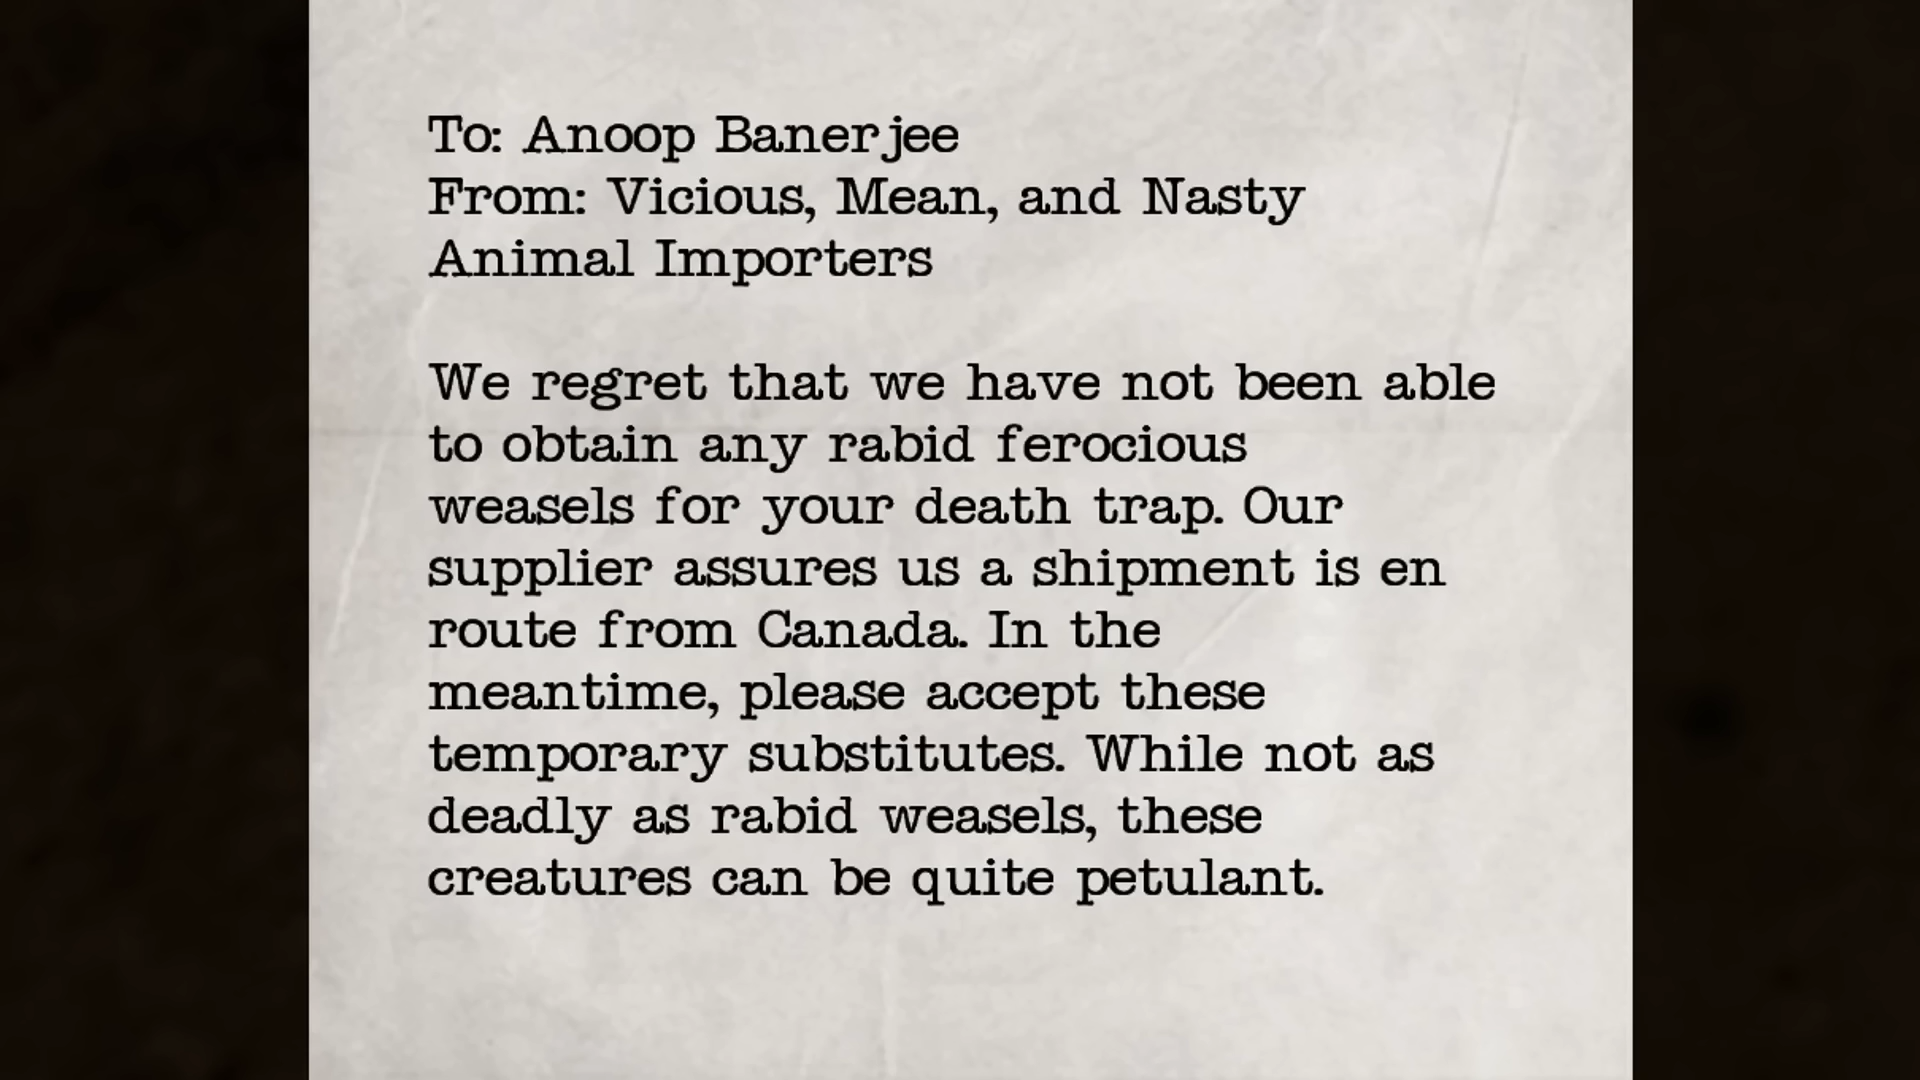 To: Anoop Banerjee
From: Vicious, Mean, and Nasty
Animal Importers
We regret that we have not been able
to obtain any rabid ferocious
weasels for your death trap. Our
supplier assures us a shipment is en
route from Canada. In the
meantime, please accept these
temporary substitutes. While not as
deadly as rabid weasels, these
creatures can be quite petulant.